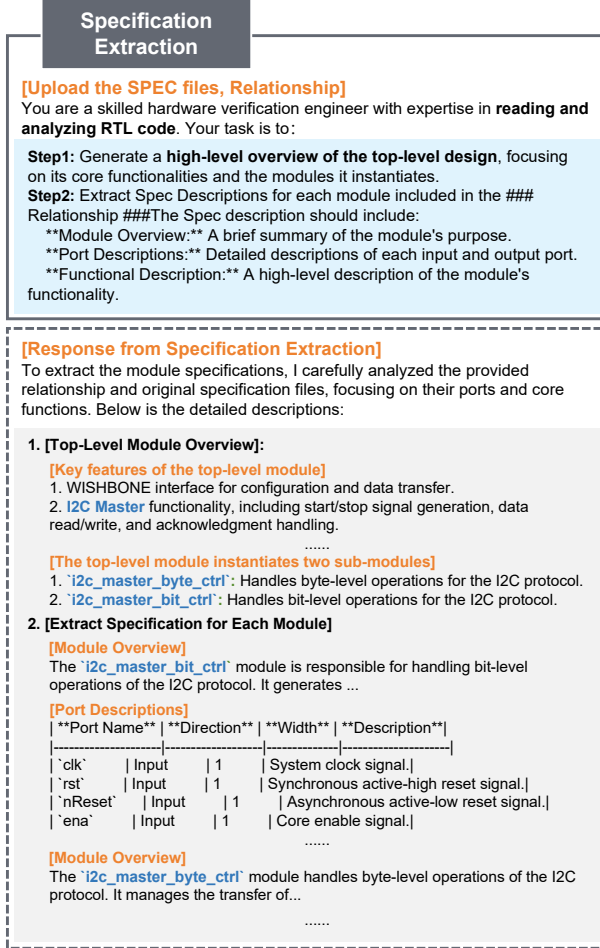 Specification
Extraction
[Upload the SPEC files, Relationship]
You are a skilled hardware verification engineer with expertise in reading and
analyzing RTL code. Your task is to:
Step1: Generate a high-level overview of the top-level design, focusing
on its core functionalities and the modules it instantiates.
Step2: Extract Spec Descriptions for each module included in the ###
Relationship ###The Spec description should include:
**Module Overview:** A brief summary of the module's purpose.
**Port Descriptions:** Detailed descriptions of each input and output port.
**Functional Description:** A high-level description of the module's
functionality.
[Response from Specification Extraction]
To extract the module specifications, I carefully analyzed the provided
relationship and original specification files, focusing on their ports and core
functions. Below is the detailed descriptions:
1. [Top-Level Module Overview]:
[Key features of the top-level module]
1. WISHBONE interface for configuration and data transfer.
2. I2C Master functionality, including start/stop signal generation, data
read/write, and acknowledgment handling.
......
[The top-level module instantiates two sub-modules]
1. `i2c_master_byte_ctrl`: Handles byte-level operations for the I2C protocol.
2. `i2c_master_bit_ctrl`: Handles bit-level operations for the I2C protocol.
2. [Extract Specification for Each Module]
[Module Overview]
The `i2c_master_bit_ctrl` module is responsible for handling bit-level
operations of the I2C protocol. It generates ...
[Port Descriptions]
| **Port Name** | **Direction** | **Width** | **Description**|
|---------------------|-------------------|--------------|---------------------|
| `clk` | Input | 1 | System clock signal.|
| `rst` | Input | 1 | Synchronous active-high reset signal.|
| `nReset` | Input | 1 | Asynchronous active-low reset signal.|
| `ena` | Input | 1 | Core enable signal.|
......
[Module Overview]
The `i2c_master_byte_ctrl` module handles byte-level operations of the I2C
protocol. It manages the transfer of...
......